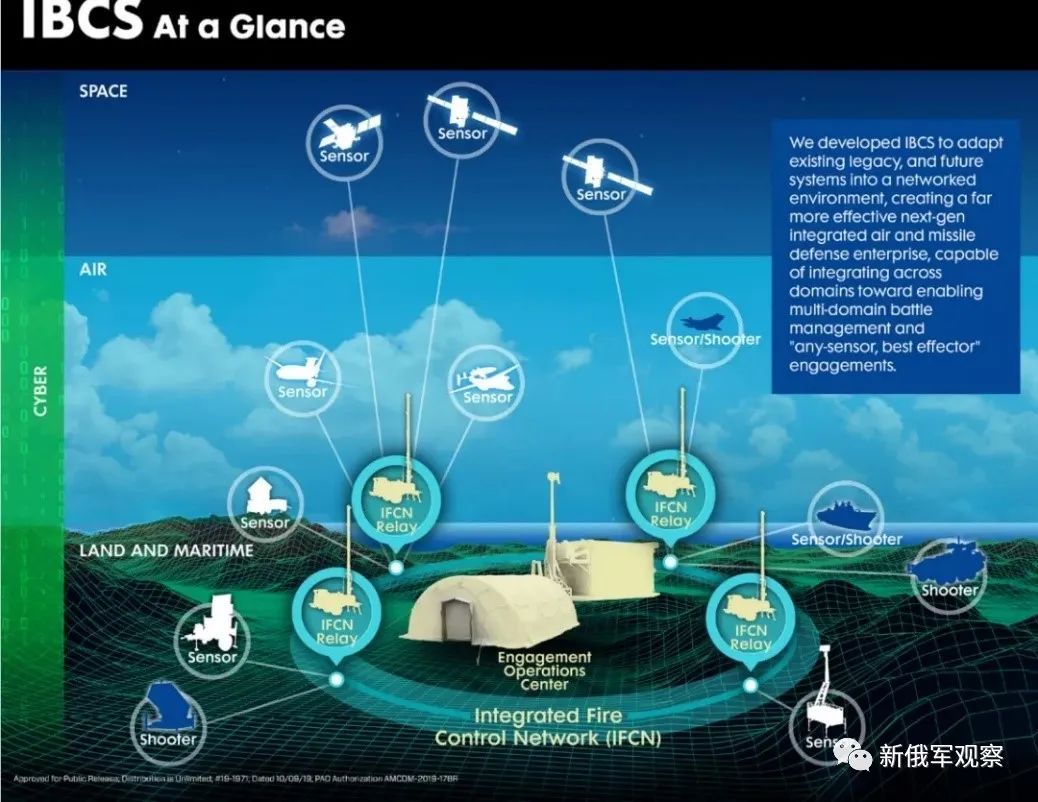 IBCS At a Glance
SPACE
Sensor
Sensor
Sensor
We developed IBCS to adapt
existing legacy, and future
systems into a networked
environment, creating a far
more effective next-gen
integrated air and missile
defense enterprise, capable
of integrating across
domains toward enabling
multi-domain battle
management and
"any-sensor, best effector"
engagements.
AIR
Sensor/Shooter
Sensor
Sensor
CYBER
IFCN
Relay
IFCN
Relay
Sensor
Sensor/Shooter
LAND AND MARITIME
Shooter
IFCN
Relay
IFCN
Relay
Sensor
Engagement
Operations
Center
Integrated Fire
Control Network (IFCN)
Shooter
Sens
新俄军观察
Approved for Public Release; Distribution is Unlimited; #19-1971; Dated 10/09/19; PAO Authorization AMCOM-2019-178R